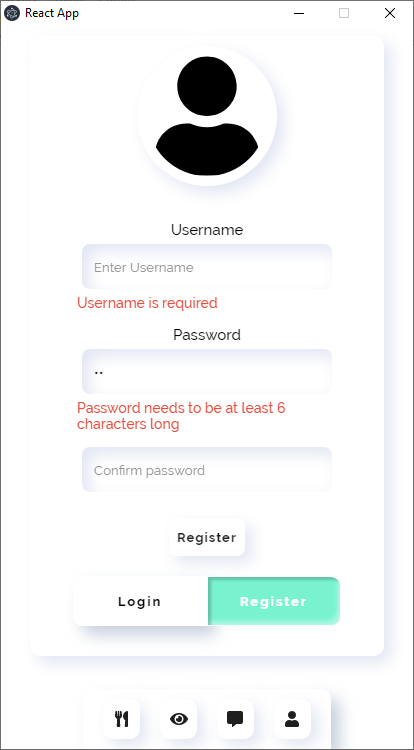 React App
Username
Enter Username
Username is required
Password
Password needs to be at least 6
characters long
Confirm password
Register
Login
Register